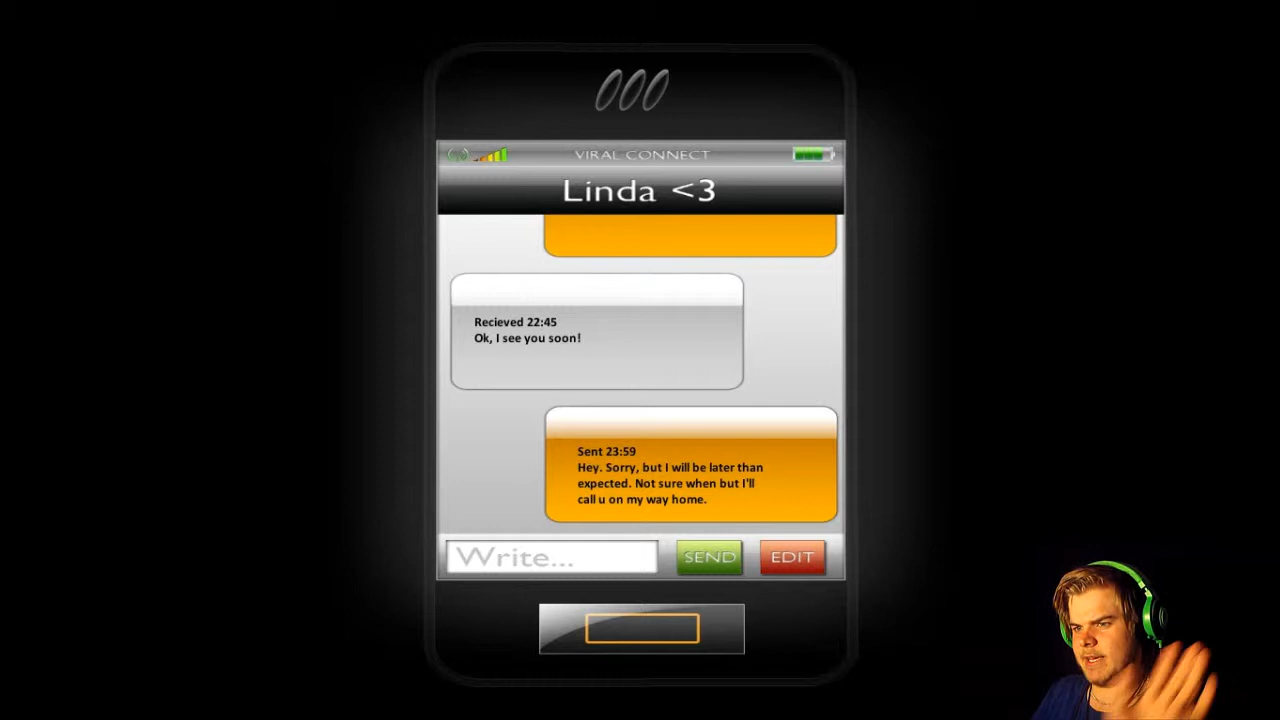 VIRAL CONNECT
Linda <3
Recieved 22:45
Ok, I see you soon!
Sent 23:59
Hey. Sorry, but I will be later than
expected. Not sure when but I'll
call u on my way home.
Write...
SEND
EDIT